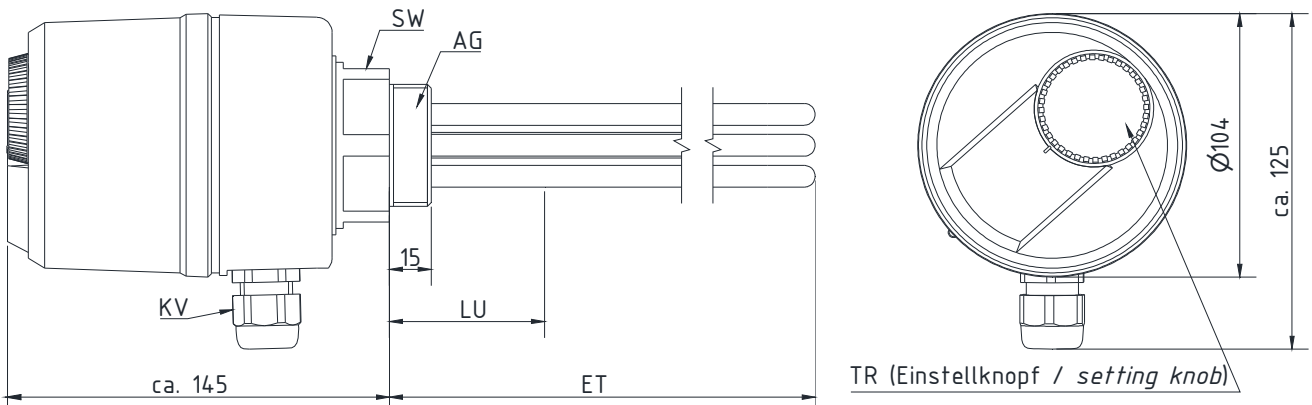 SW
AG
15
KV
LU
ca. 145
ET
Ø104
ca. 125
TR (Einstellknopf / setting knob)